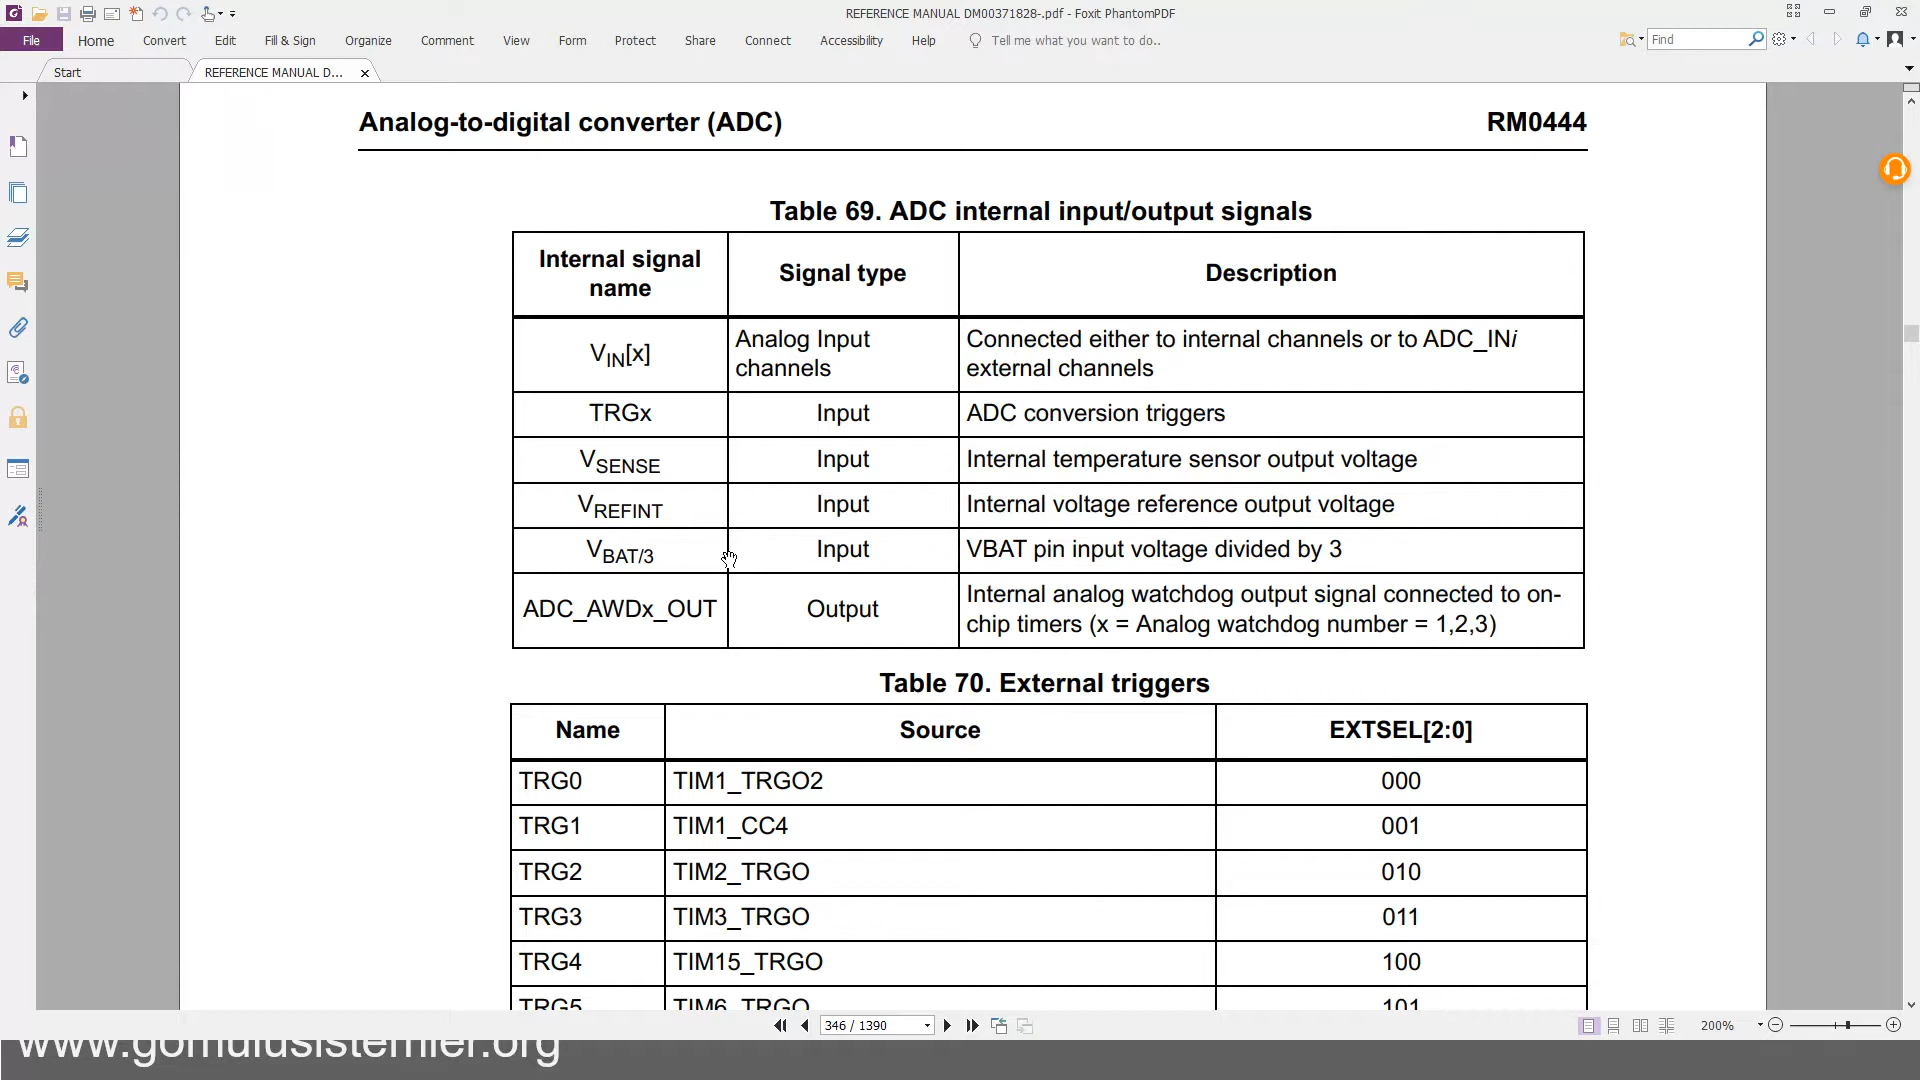 REFERENCE MANUAL DM00371828-.pdf - Foxit PhantomPDF
File Home Convert Edit Fill & Sign Organize Comment View Form Protect Share Connect Accessibility Help Tell me what you want to do.. Find
Start REFERENCE MANUAL D...
Analog-to-digital converter (ADC) RM0444
Table 69. ADC internal input/output signals
Internal signal name Signal type Description
VIN[x] Analog Input channels Connected either to internal channels or to ADC_INi external channels
TRGx Input ADC conversion triggers
VSENSE Input Internal temperature sensor output voltage
VREFINT Input Internal voltage reference output voltage
VBAT/3 Input VBAT pin input voltage divided by 3
ADC_AWDx_OUT Output Internal analog watchdog output signal connected to on-
chip timers (x = Analog watchdog number = 1,2,3)
Table 70. External triggers
Name Source EXTSEL[2:0]
TRG0 TIM1_TRGO2 000
TRG1 TIM1_CC4 001
TRG2 TIM2_TRGO 010
TRG3 TIM3_TRGO 011
TRG4 TIM15_TRGO 100
TRG5 TIM6_TRGO 101
346 / 1390 200%
www.gomulusistemler.org